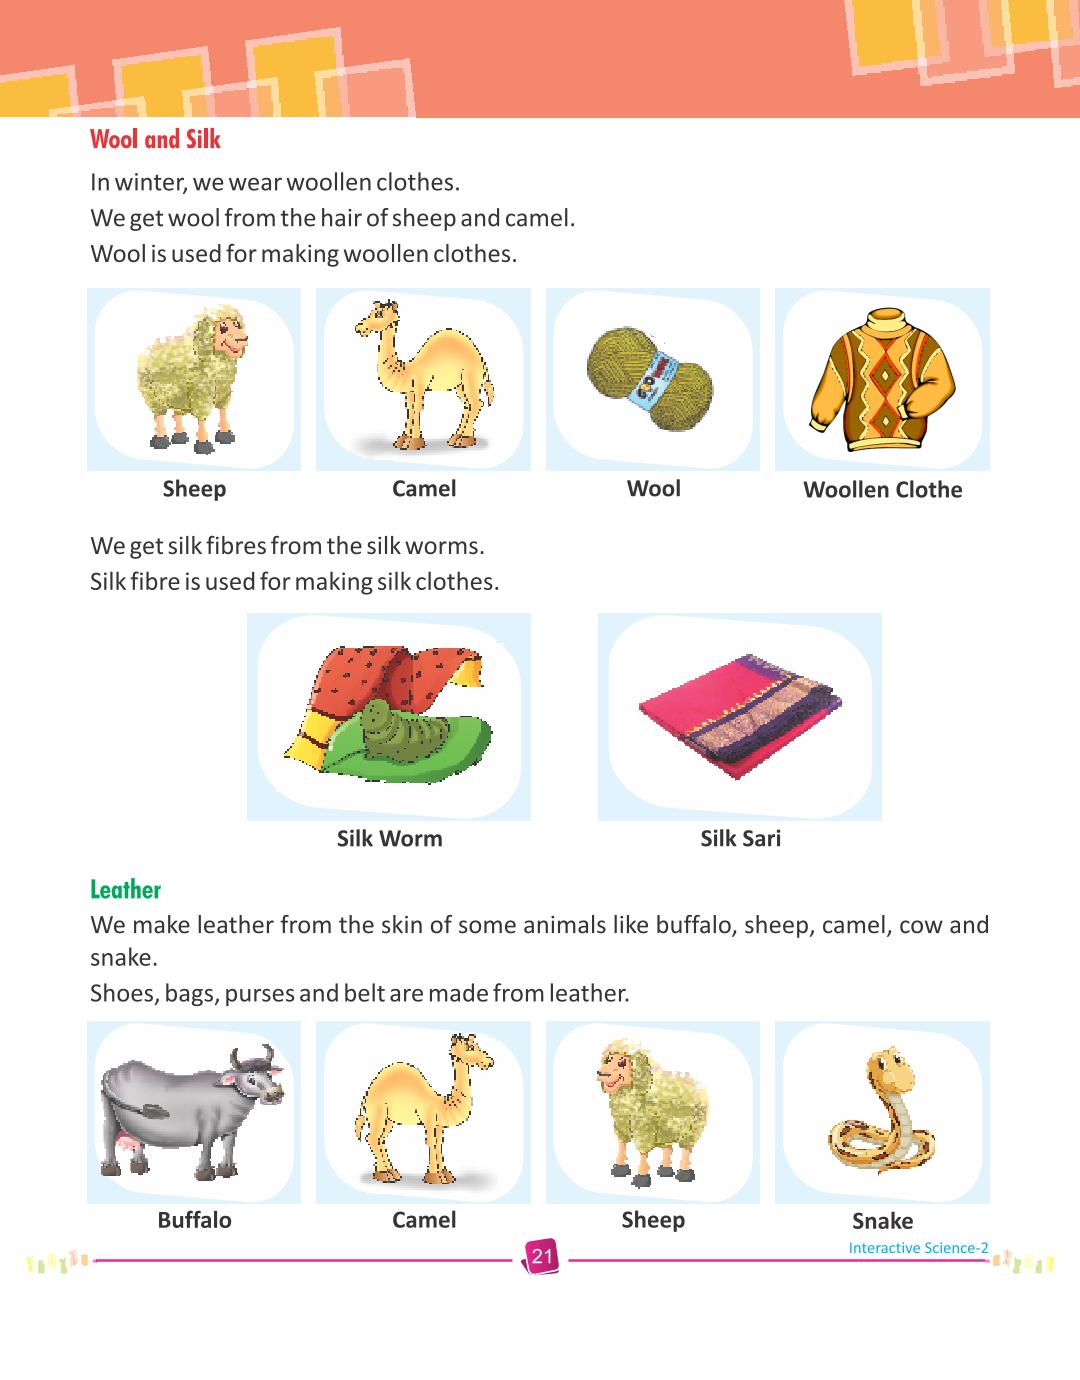 Wool and Silk
In winter, we wear woollen clothes.
We get wool from the hair of sheep and camel.
Wool is used for making woollen clothes.
Sheep
Camel
Wool
Woollen Clothe
We get silk fibres from the silk worms.
Silk fibre is used for making silk clothes.
Silk Worm
Silk Sari
Leather
We make leather from the skin of some animals like buffalo, sheep, camel, cow and
snake.
Shoes, bags, purses and belt are made from leather.
Buffalo
Camel
Sheep
Snake
Interactive Science-2
21